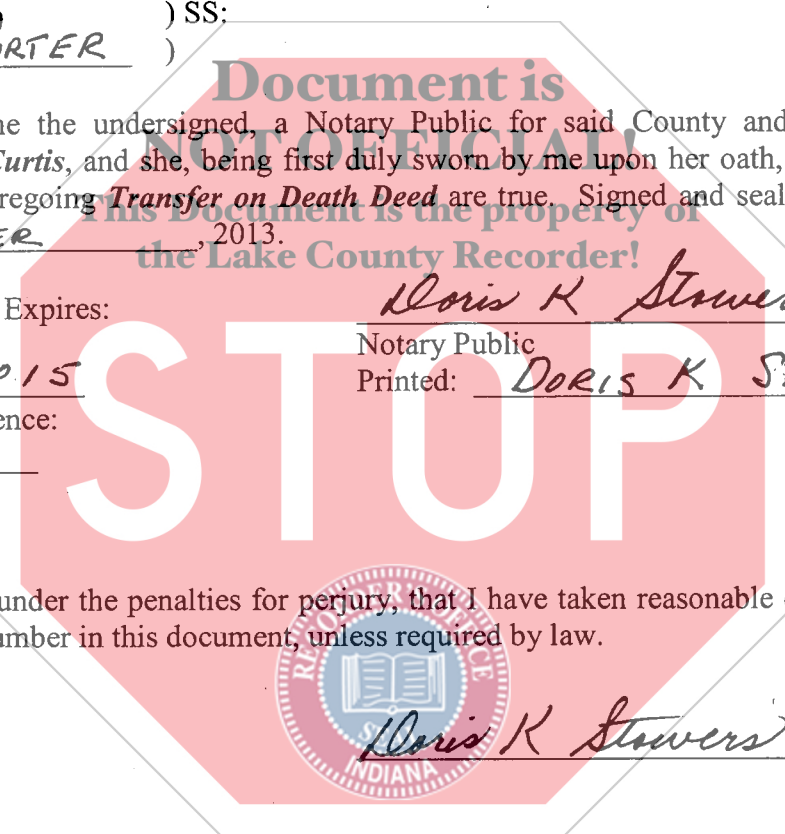 ) SS:
RTER )
Document is
ne the undersigned, a Notary Public for said County and
NOT OFFICIAL!
Curtis, and she, being first duly sworn by me upon her oath,
regoing Transfer on Death Deed are true. Signed and seal
This Document is the property of
ER, 2013.
the Lake County Recorder!
Expires:
Doris K Stowers
015
Notary Public
Printed: DORIS K S
ence:
STOP
under the penalties for perjury, that I have taken reasonable
umber in this document, unless required by law.
RECORDER'S OFFICE
SEAL
INDIANA
Doris K Stowers